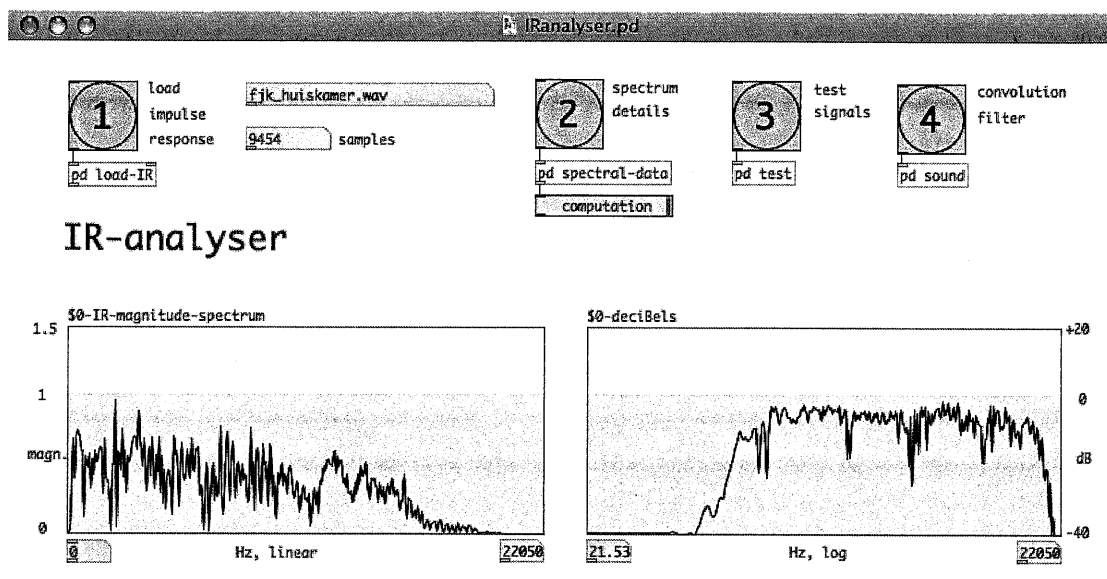 IRanalyser.pd
1
load
impulse
response
fjk_huiskamer.wav
9454 samples
pd load-IR
2
spectrum
details
pd spectral-data
computation
3
test
signals
pd test
4
convolution
filter
pd sound
IR-analyser
$0-IR-magnitude-spectrum
1.5
1
magn.
0
0
Hz, linear
22050
$0-deciBels
+20
0
dB
-40
21.53
Hz, log
22050